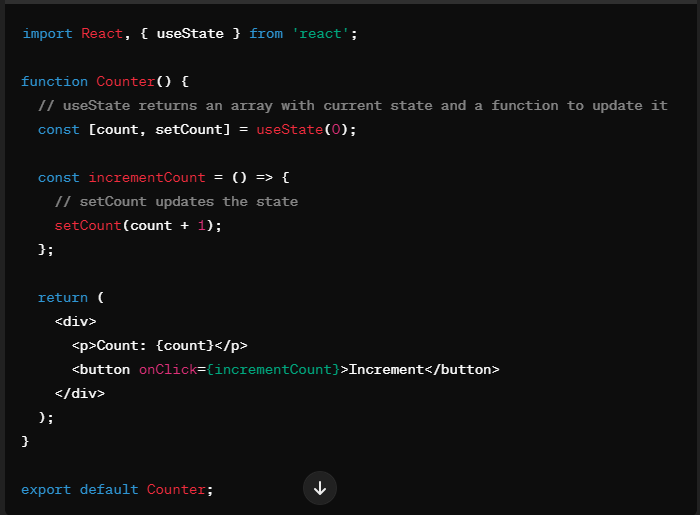 import React, { useState } from 'react';

function Counter() {
  // useState returns an array with current state and a function to update it
  const [count, setCount] = useState(0);

  const incrementCount = () => {
    // setCount updates the state
    setCount(count + 1);
  };

  return (
    <div>
      <p>Count: {count}</p>
      <button onClick={incrementCount}>Increment</button>
    </div>
  );
}

export default Counter;